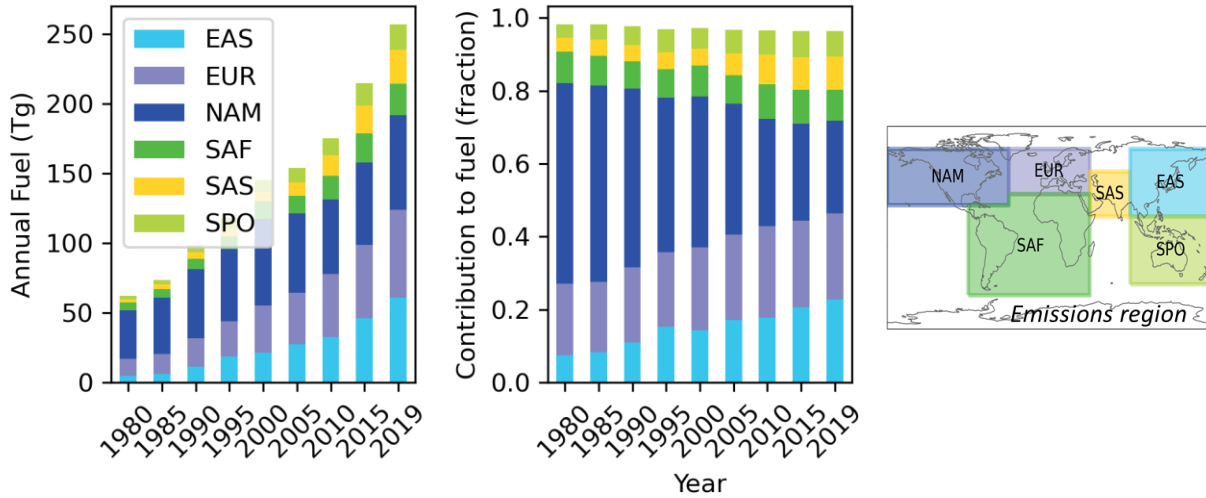 Annual Fuel (Tg)
250
200
150
100
50
0
EAS
EUR
NAM
SAF
SAS
SPO
1980
1985
1990
1995
2000
2005
2010
2015
2019
Contribution to fuel (fraction)
1.0
0.8
0.6
0.4
0.2
0.0
1980
1985
1990
1995
2000
2005
2010
2015
2019
Year
NAM
EUR
SAS
EAS
SAF
SPO
Emissions region